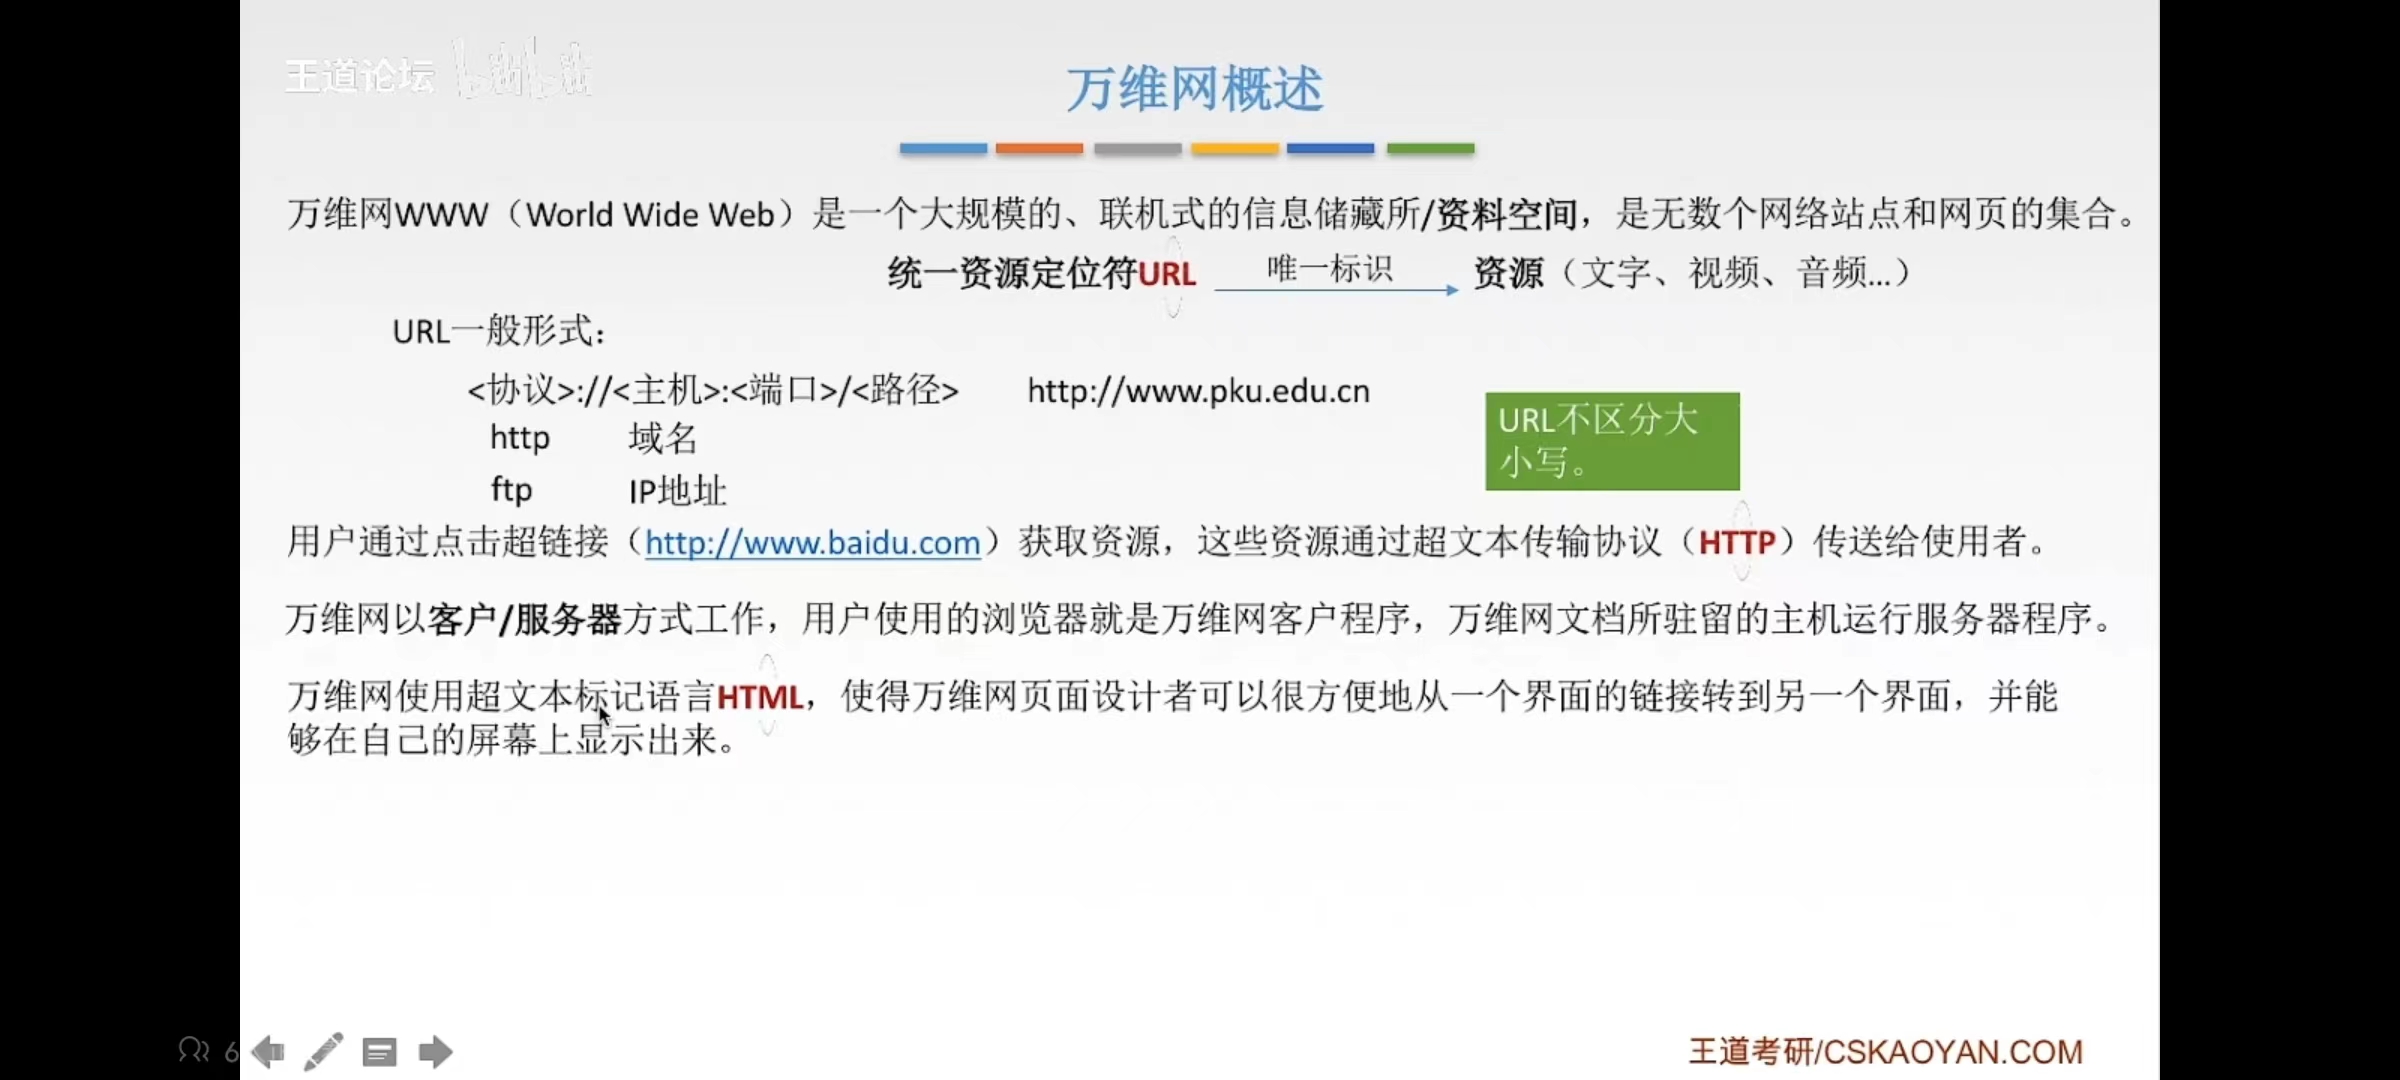 王道论坛 bilibili
万维网概述
万维网WWW（World Wide Web）是一个大规模的、联机式的信息储藏所/资料空间，是无数个网络站点和网页的集合。
统一资源定位符URL 唯一标识 资源（文字、视频、音频...）
URL一般形式：
<协议>://<主机>:<端口>/<路径> http://www.pku.edu.cn
URL不区分大
小写。
http 域名
ftp IP地址
用户通过点击超链接（http://www.baidu.com）获取资源，这些资源通过超文本传输协议（HTTP）传送给使用者。
万维网以客户/服务器方式工作，用户使用的浏览器就是万维网客户程序，万维网文档所驻留的主机运行服务器程序。
万维网使用超文本标记语言HTML，使得万维网页面设计者可以很方便地从一个界面的链接转到另一个界面，并能
够在自己的屏幕上显示出来。
6
王道考研/CSKAOYAN.COM